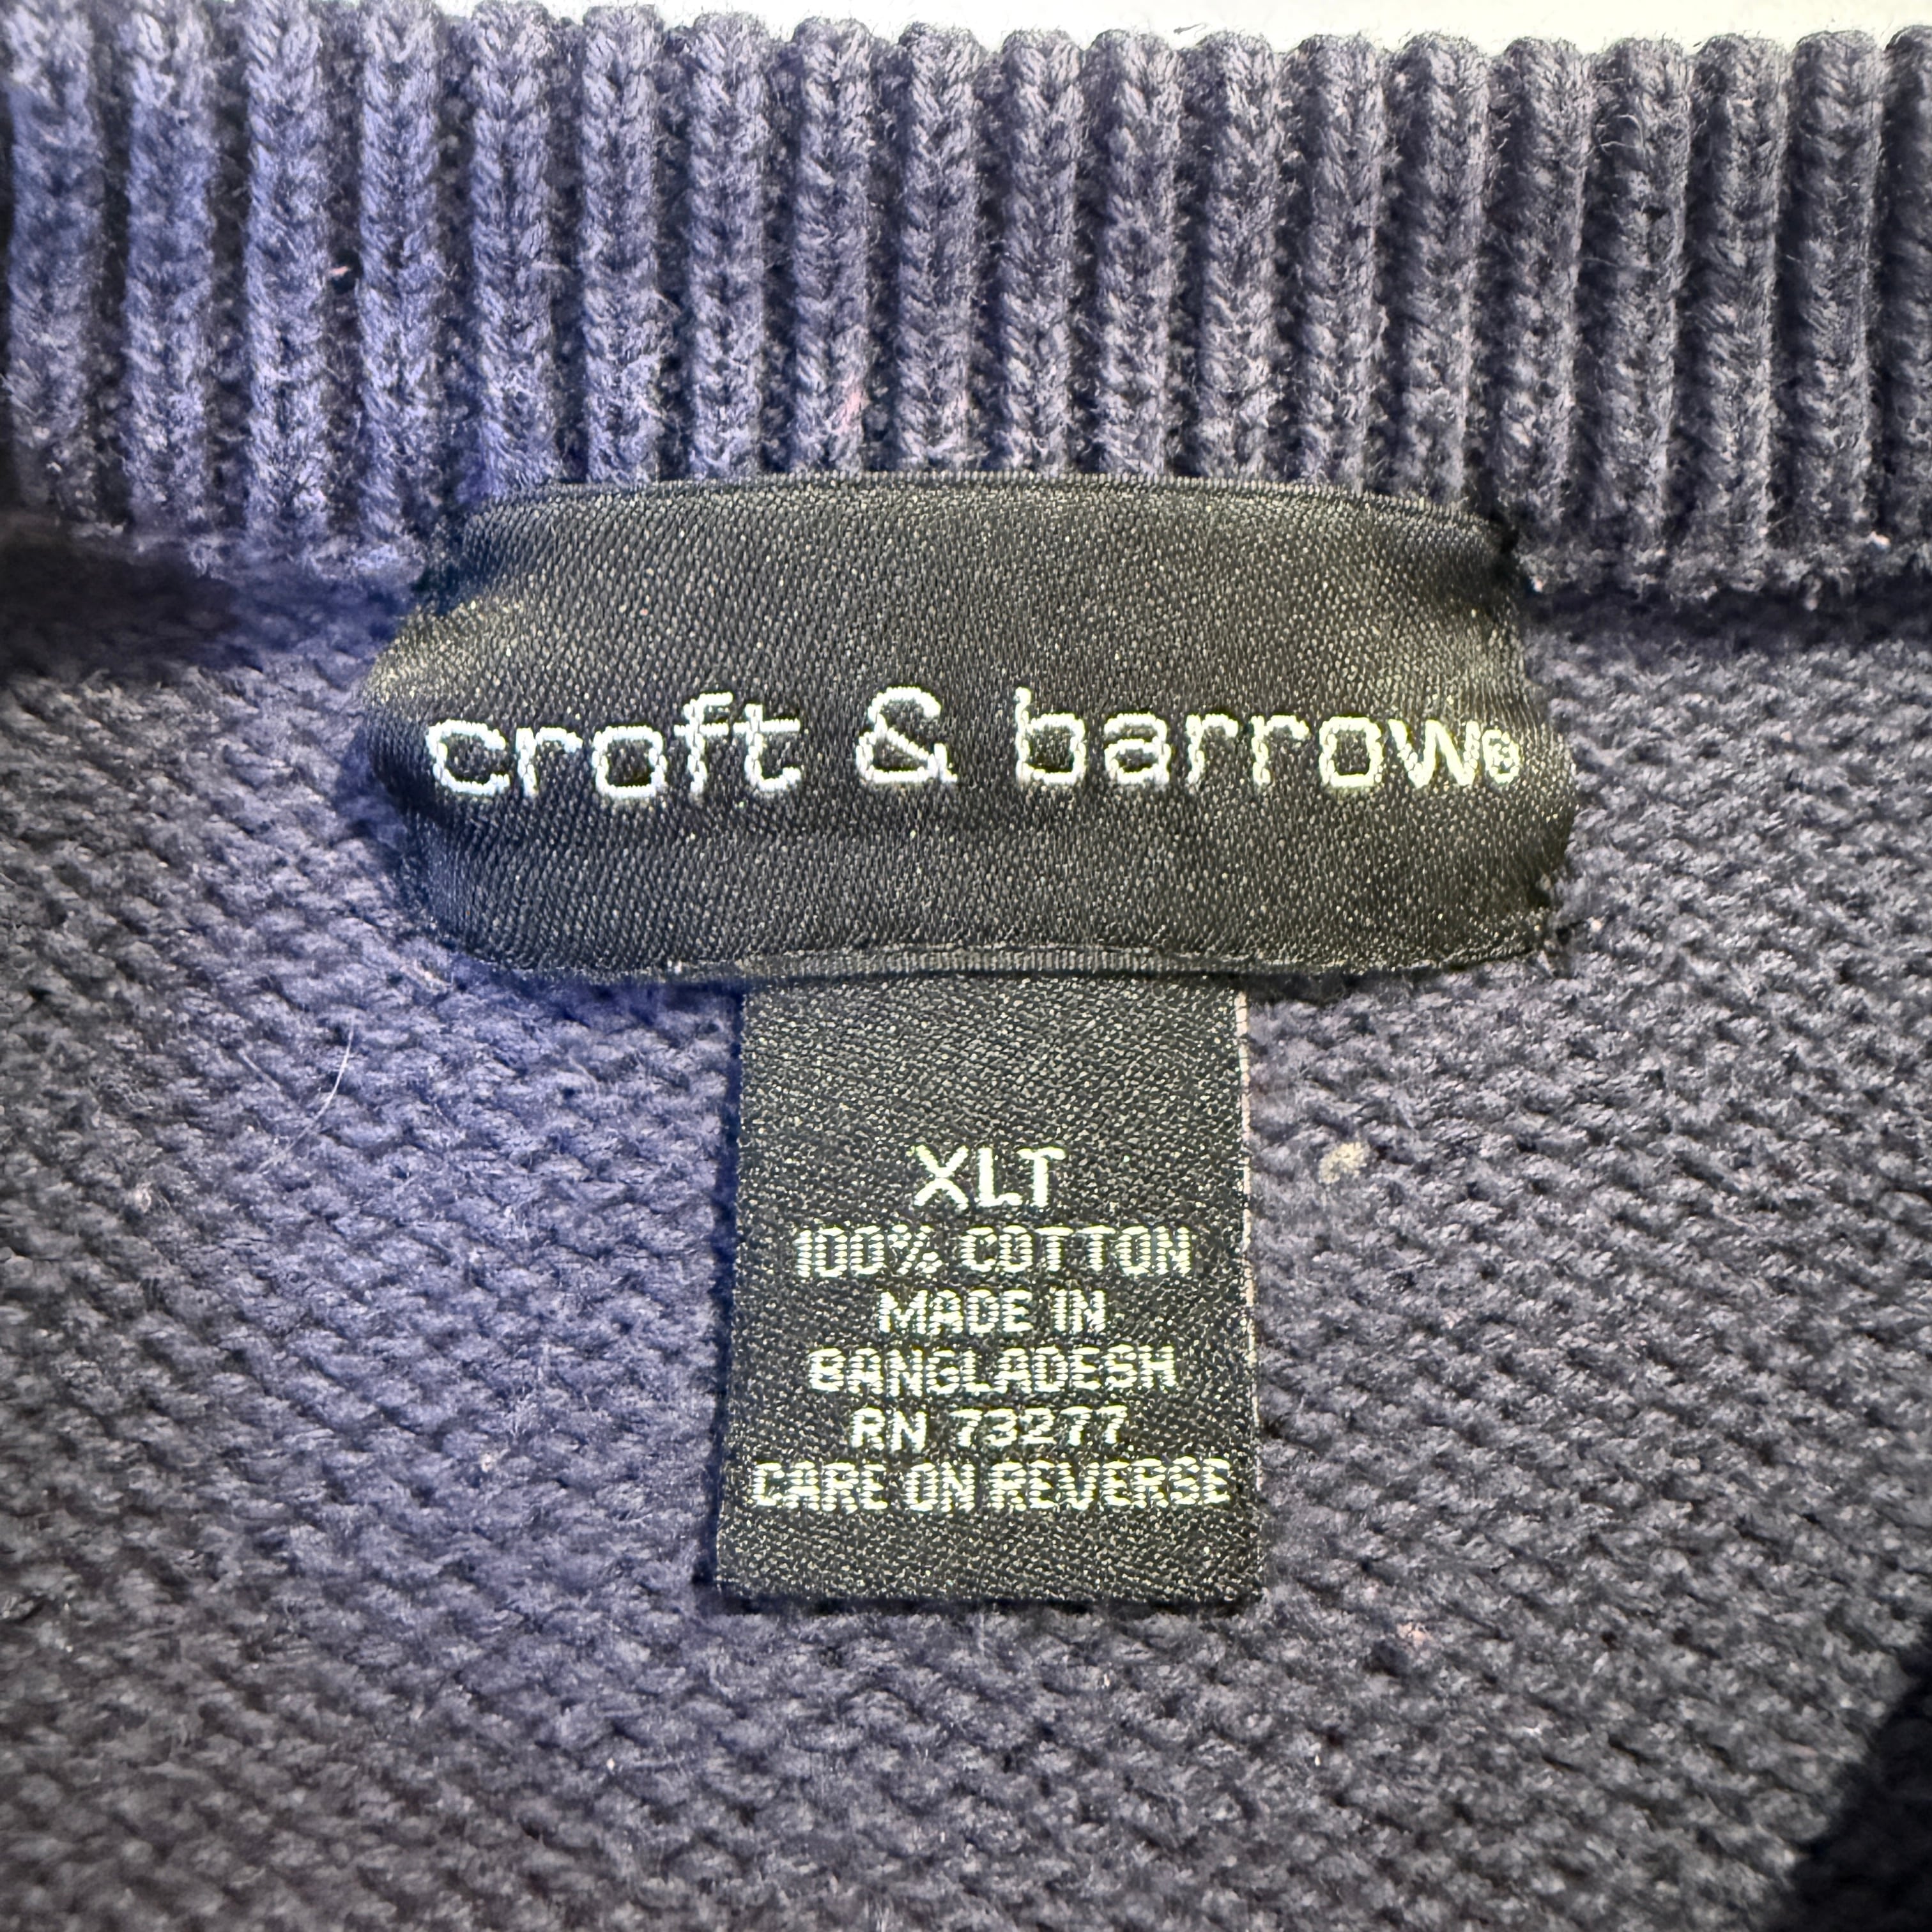 croft & barrow®
XLT
100% COTTON
MADE IN
BANGLADESH
RN 73277
CARE ON REVERSE